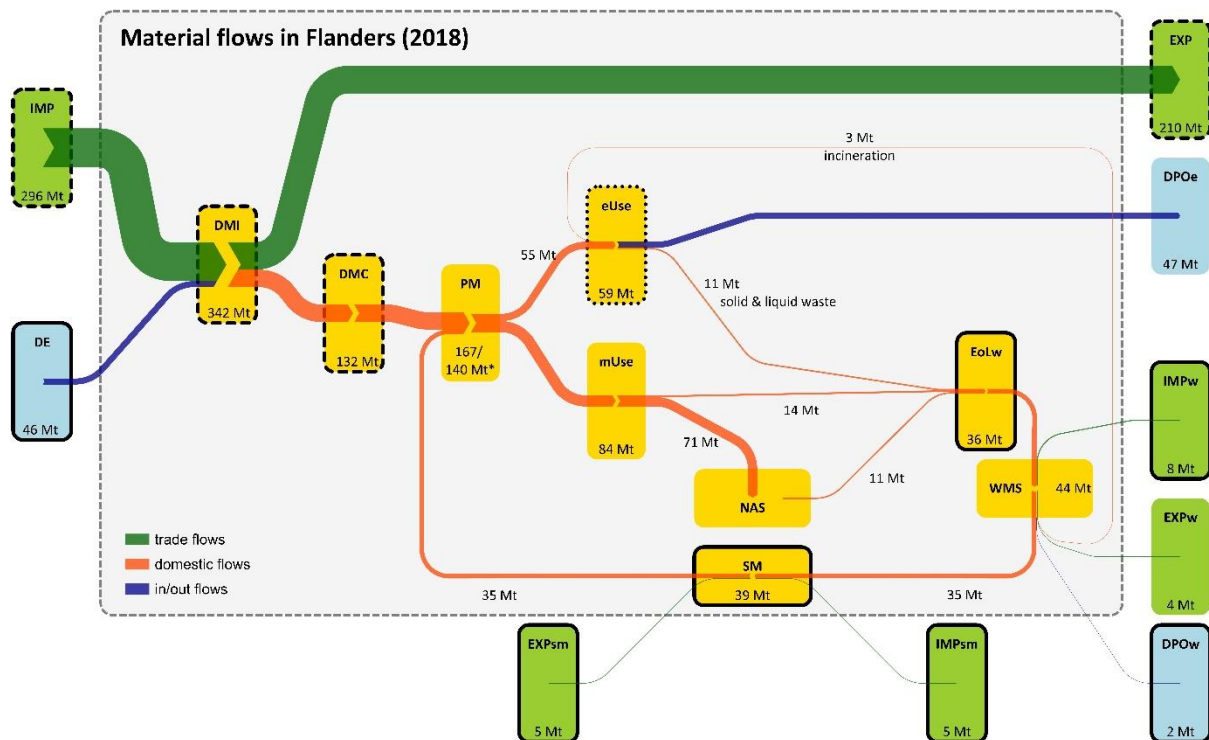 Material flows in Flanders (2018)
EXP
210 Mt
IMP
296 Mt
3 Mt
incineration
DPOe
47 Mt
eUse
59 Mt
DMI
342 Mt
55 Mt
DMC
132 Mt
PM
167/
140 Mt*
11 Mt
solid & liquid waste
DE
46 Mt
mUse
84 Mt
14 Mt
EoLw
36 Mt
IMPw
8 Mt
71 Mt
NAS
11 Mt
WMS
44 Mt
EXPw
4 Mt
trade flows
domestic flows
in/out flows
SM
39 Mt
35 Mt
35 Mt
EXPsm
5 Mt
IMPsm
5 Mt
DPOw
2 Mt